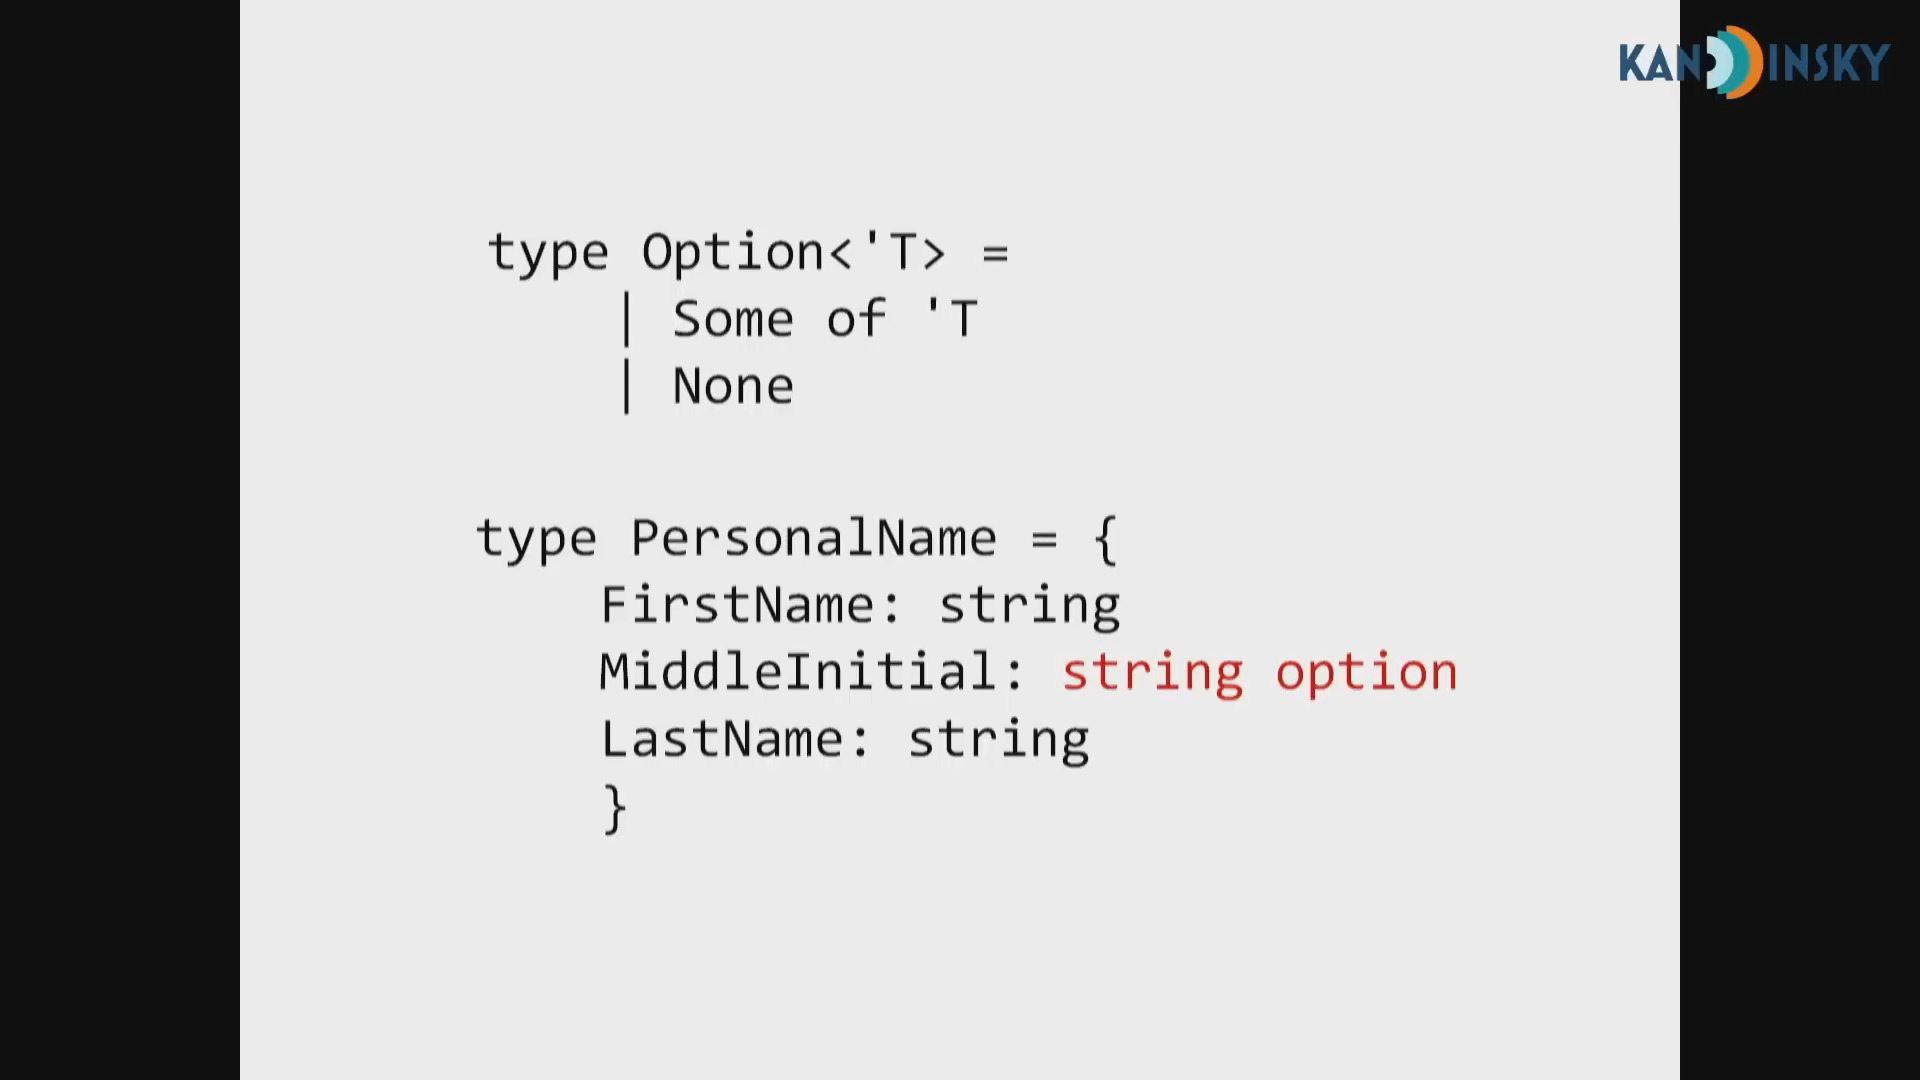 KANDINSKY
type Option<'T> =
| Some of 'T
| None
type PersonalName = {
FirstName: string
MiddleInitial: string option
LastName: string
}